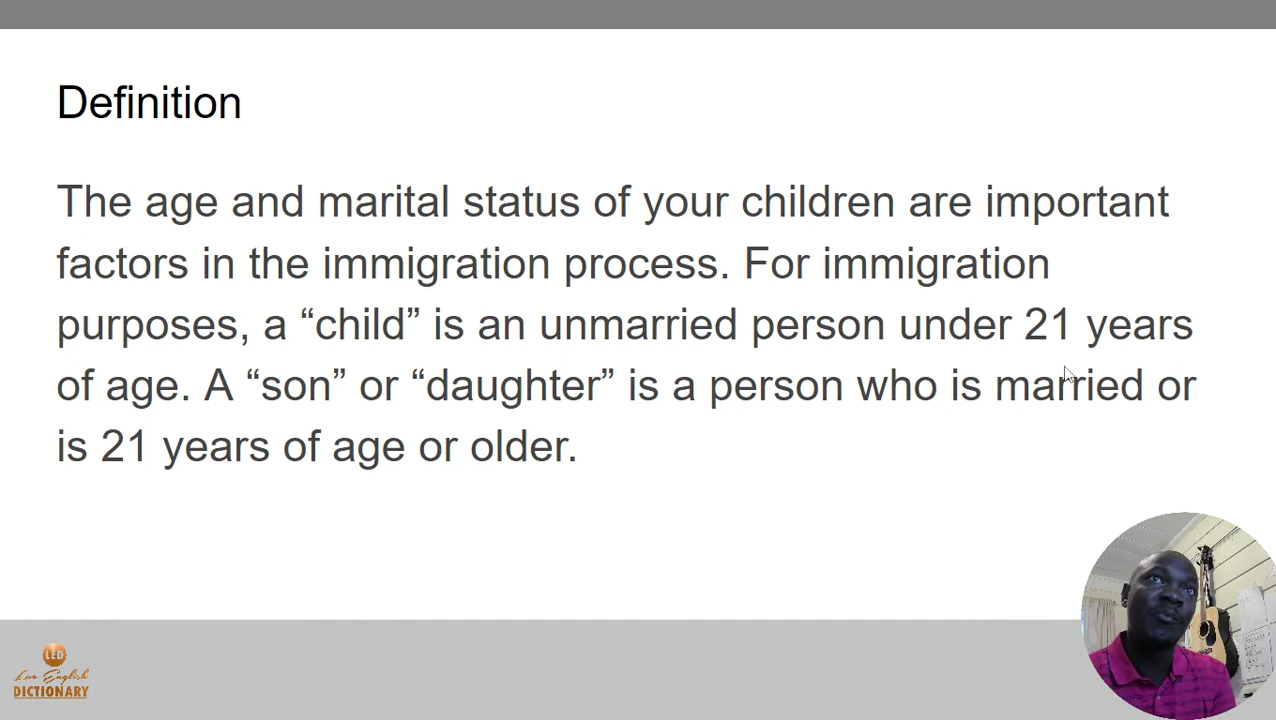 Definition
The age and marital status of your children are important
factors in the immigration process. For immigration
purposes, a “child” is an unmarried person under 21 years
of age. A “son” or “daughter” is a person who is married or
is 21 years of age or older.
LED
Luo English
DICTIONARY